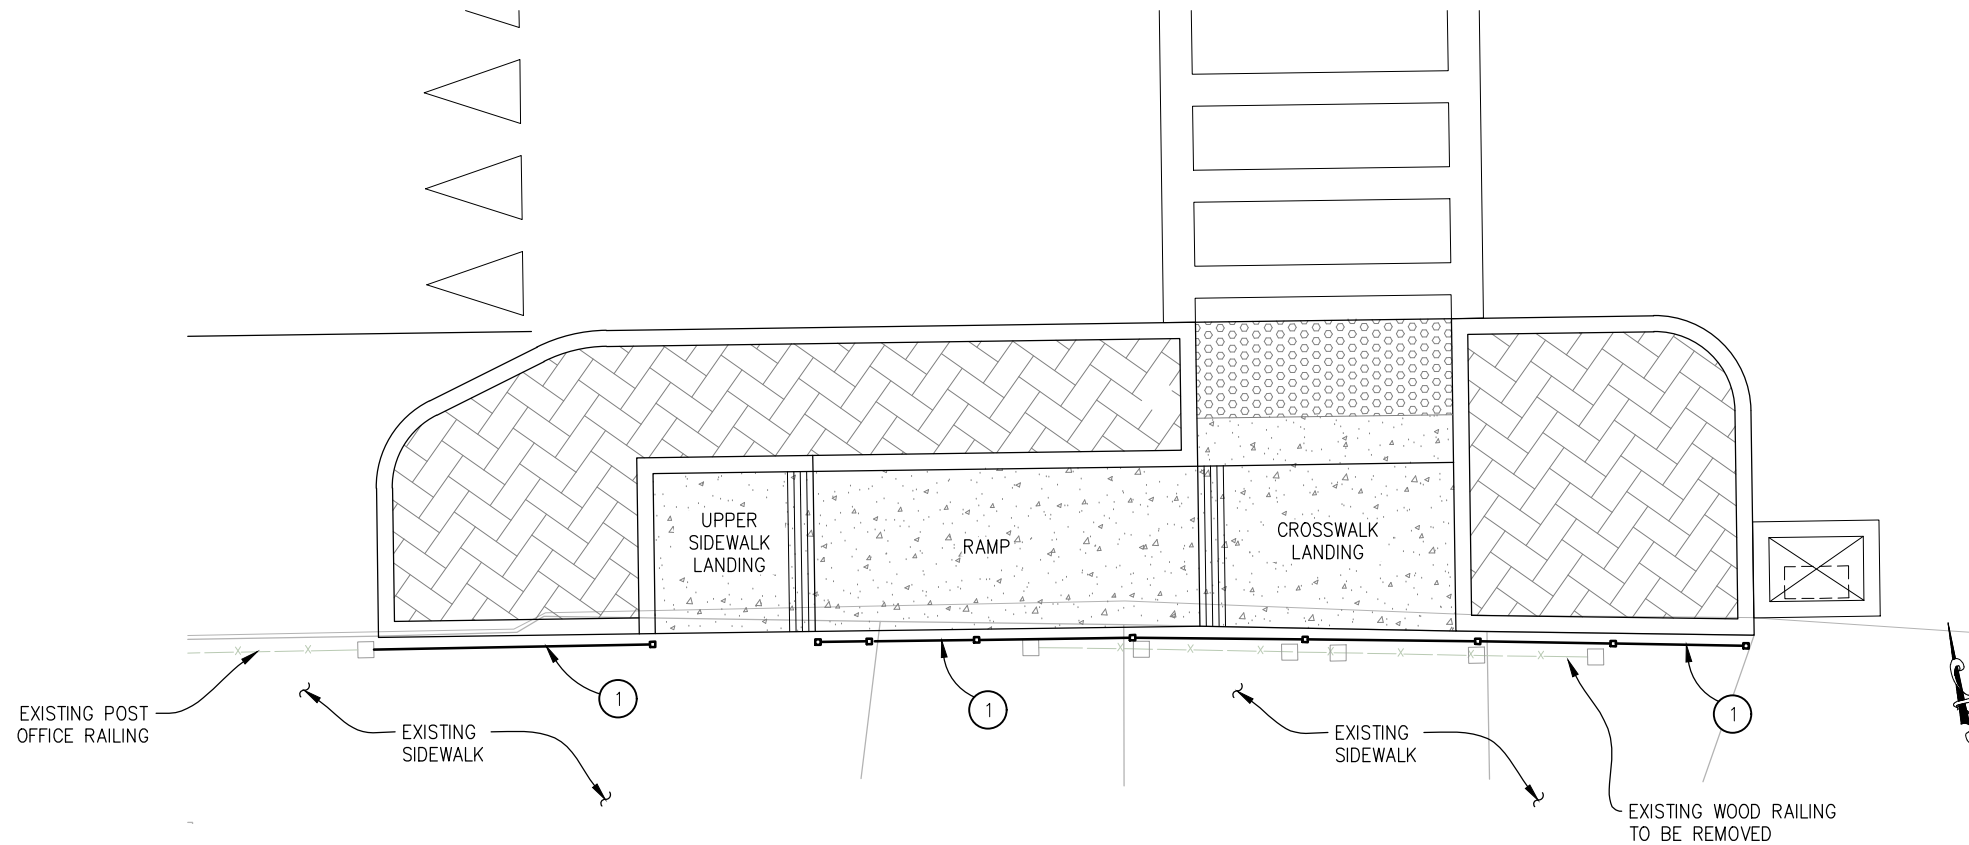 UPPER
SIDEWALK
LANDING
RAMP
CROSSWALK
LANDING
1
1
1
EXISTING POST
OFFICE RAILING
EXISTING
SIDEWALK
EXISTING
SIDEWALK
EXISTING WOOD RAILING
TO BE REMOVED